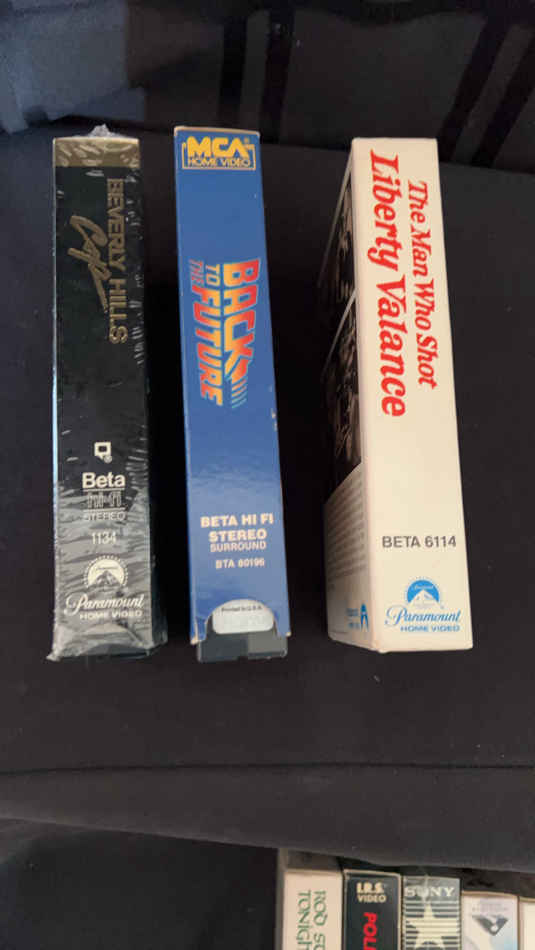 BEVERLY HILLS
Cop
Beta
hi-fi
STEREO
1134
Paramount
HOME VIDEO
MCA
HOME VIDEO
BACK
TO
THE
FUTURE
BETA HI FI
STEREO
SURROUND
BTA 80196
Printed in U.S.A.
The Man Who Shot
Liberty Valance
BETA 6114
Paramount
HOME VIDEO
TONIGHT
I.R.S.
VIDEO
SONY